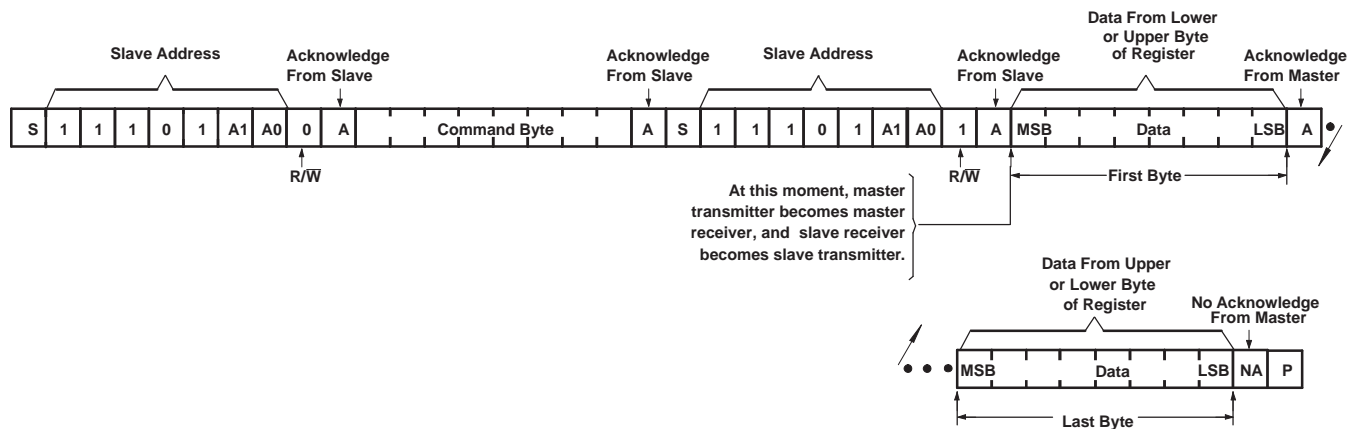 Data From Lower
or Upper Byte
of Register
Slave Address
Acknowledge
From Slave
Acknowledge
From Slave
Slave Address
Acknowledge
From Slave
Acknowledge
From Master
S 1 1 1 0 1 A1 A0 0 A Command Byte A S 1 1 1 0 1 A1 A0 1 A MSB Data LSB A
R/W̅
R/W̅
First Byte
At this moment, master
transmitter becomes master
receiver, and slave receiver
becomes slave transmitter.
Data From Upper
or Lower Byte
of Register
No Acknowledge
From Master
MSB Data LSB NA P
Last Byte